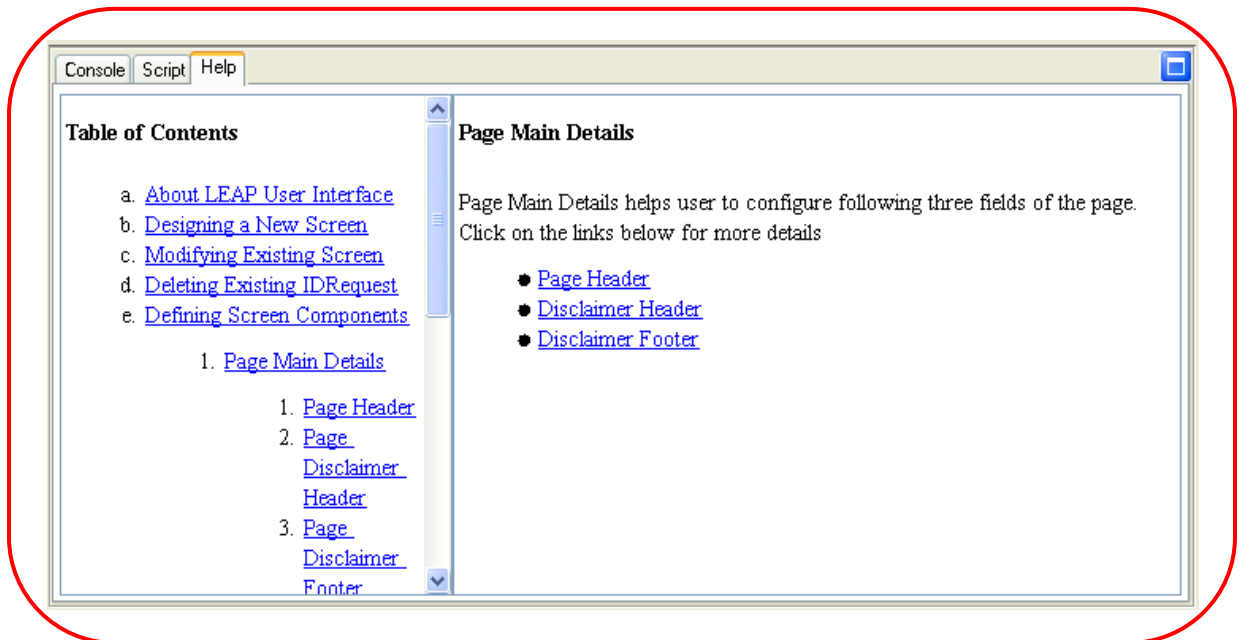 Console Script Help
Table of Contents
a. About LEAP User Interface
b. Designing a New Screen
c. Modifying Existing Screen
d. Deleting Existing IDRequest
e. Defining Screen Components
1. Page Main Details
1. Page Header
2. Page
Disclaimer
Header
3. Page
Disclaimer
Footer
Page Main Details
Page Main Details helps user to configure following three fields of the page.
Click on the links below for more details
Page Header
Disclaimer Header
Disclaimer Footer